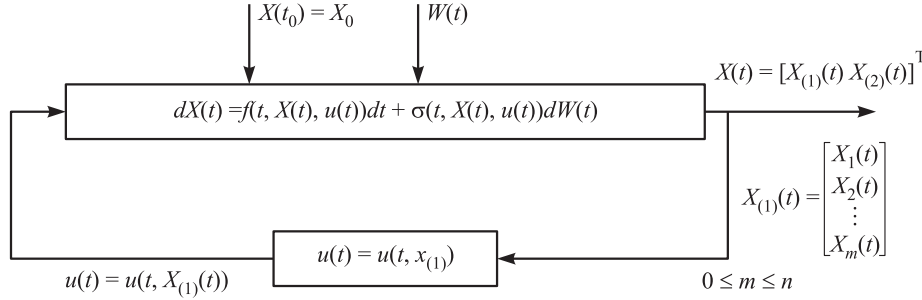 X(t₀) = X₀
W(t)
X(t) = [X₍₁₎(t) X₍₂₎(t)]ᵀ
dX(t) =f(t, X(t), u(t))dt + σ(t, X(t), u(t))dW(t)
X₍₁₎(t) = [X₁(t)
X₂(t)
⋮
Xₘ(t)]
u(t) = u(t, x₍₁₎)
u(t) = u(t, X₍₁₎(t))
0 ≤ m ≤ n